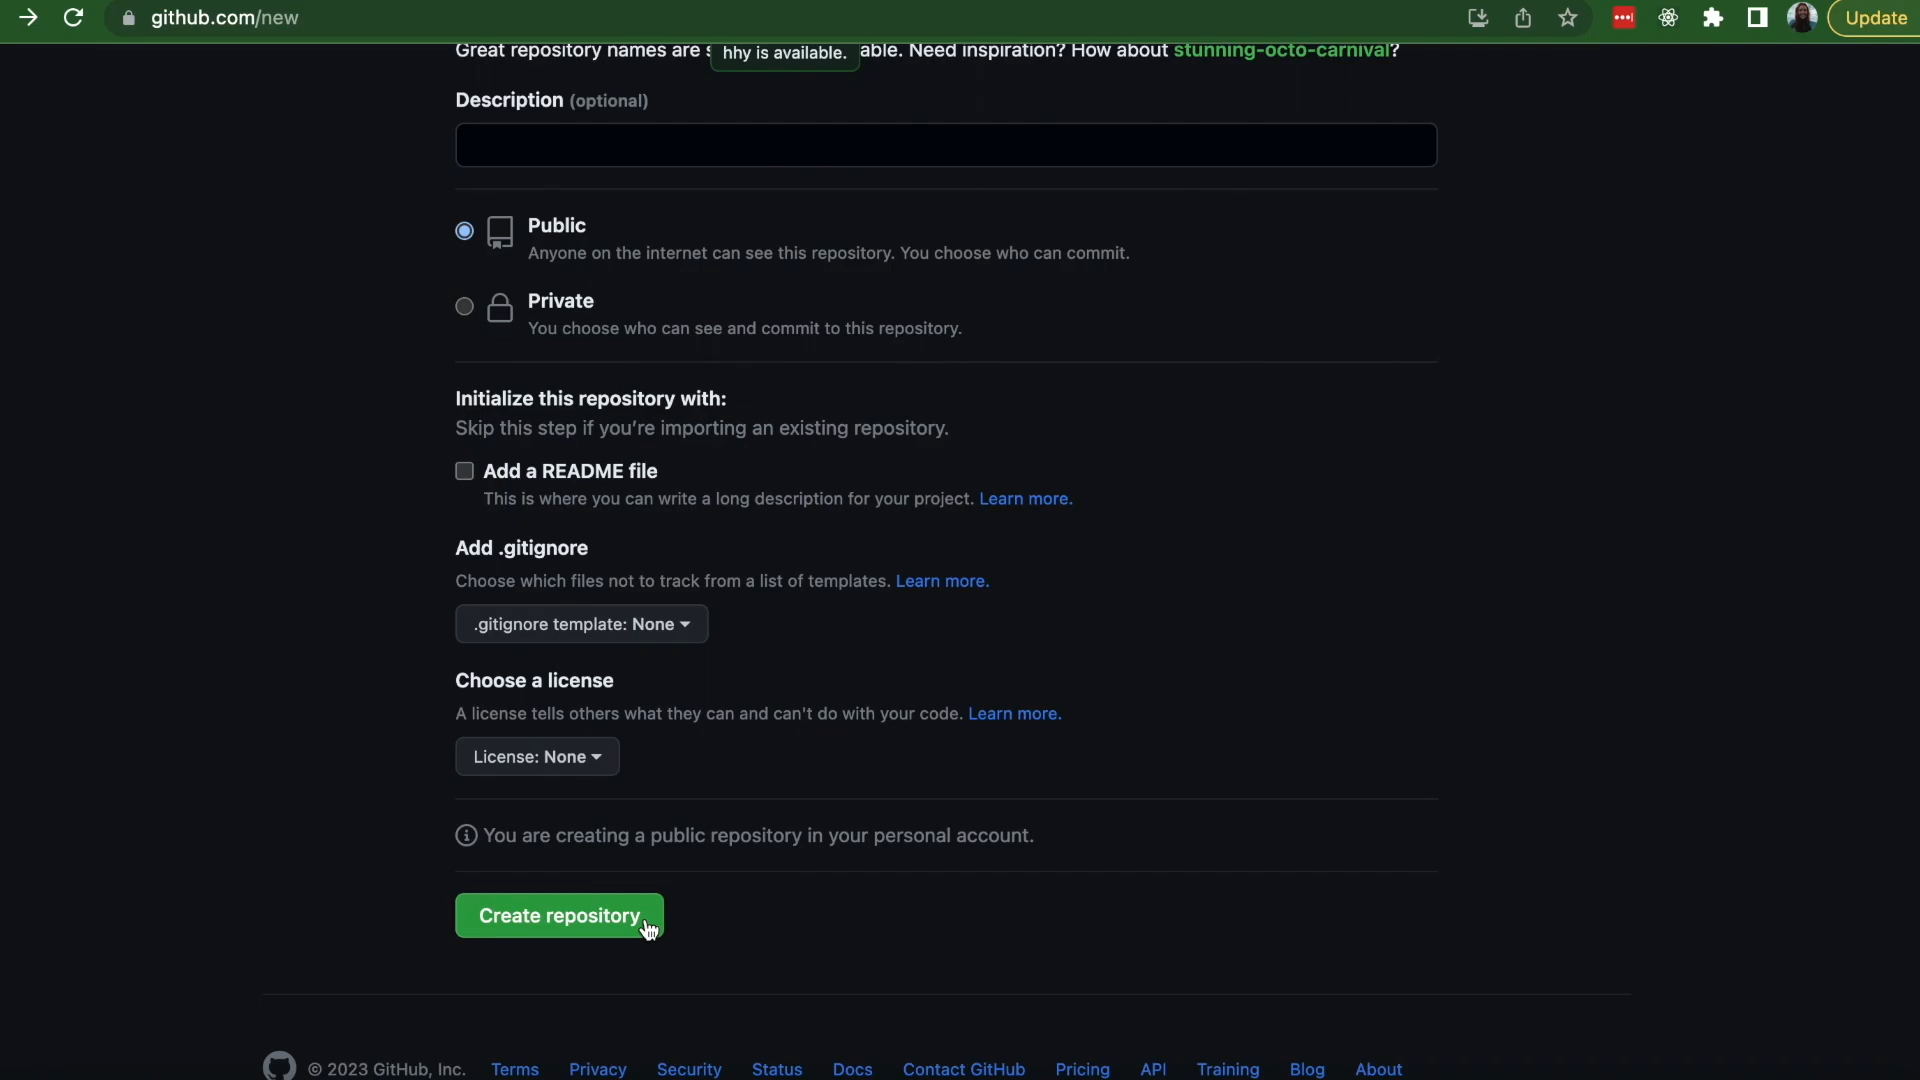 github.com/new
Update
Great repository names are s hhy is available. able. Need inspiration? How about stunning-octo-carnival?
Description (optional)
Public
Anyone on the internet can see this repository. You choose who can commit.
Private
You choose who can see and commit to this repository.
Initialize this repository with:
Skip this step if you're importing an existing repository.
Add a README file
This is where you can write a long description for your project. Learn more.
Add .gitignore
Choose which files not to track from a list of templates. Learn more.
.gitignore template: None
Choose a license
A license tells others what they can and can't do with your code. Learn more.
License: None
You are creating a public repository in your personal account.
Create repository
© 2023 GitHub, Inc. Terms Privacy Security Status Docs Contact GitHub Pricing API Training Blog About